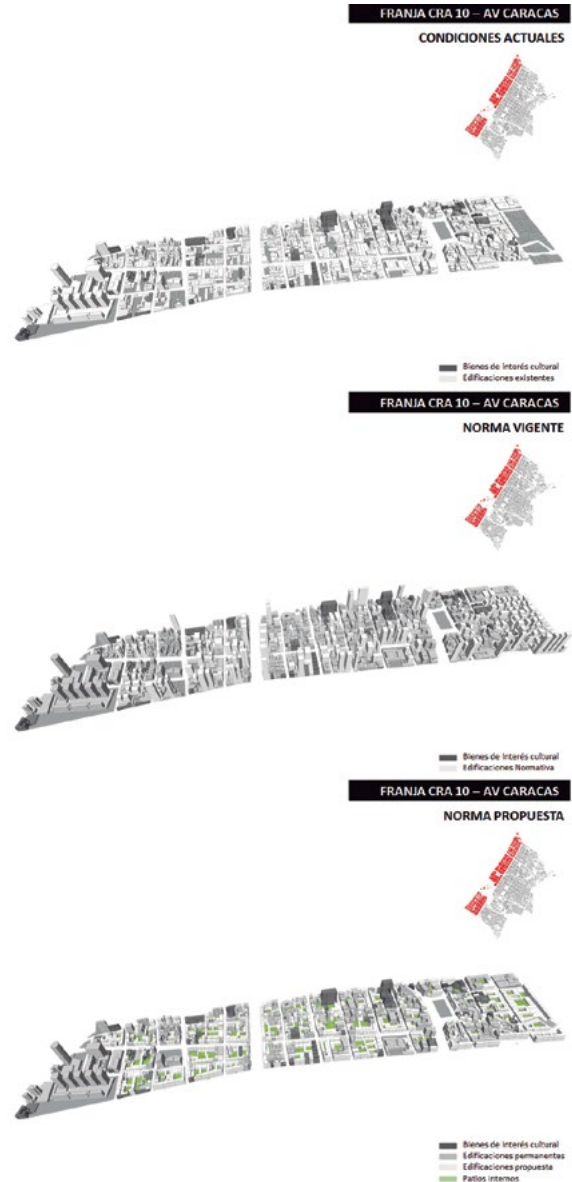 FRANJA CRA 10 – AV CARACAS
CONDICIONES ACTUALES
Bienes de interés cultural
Edificaciones existentes
FRANJA CRA 10 – AV CARACAS
NORMA VIGENTE
Bienes de interés cultural
Edificaciones Normativa
FRANJA CRA 10 – AV CARACAS
NORMA PROPUESTA
Bienes de interés cultural
Edificaciones permanentes
Edificaciones propuesta
Patios internos